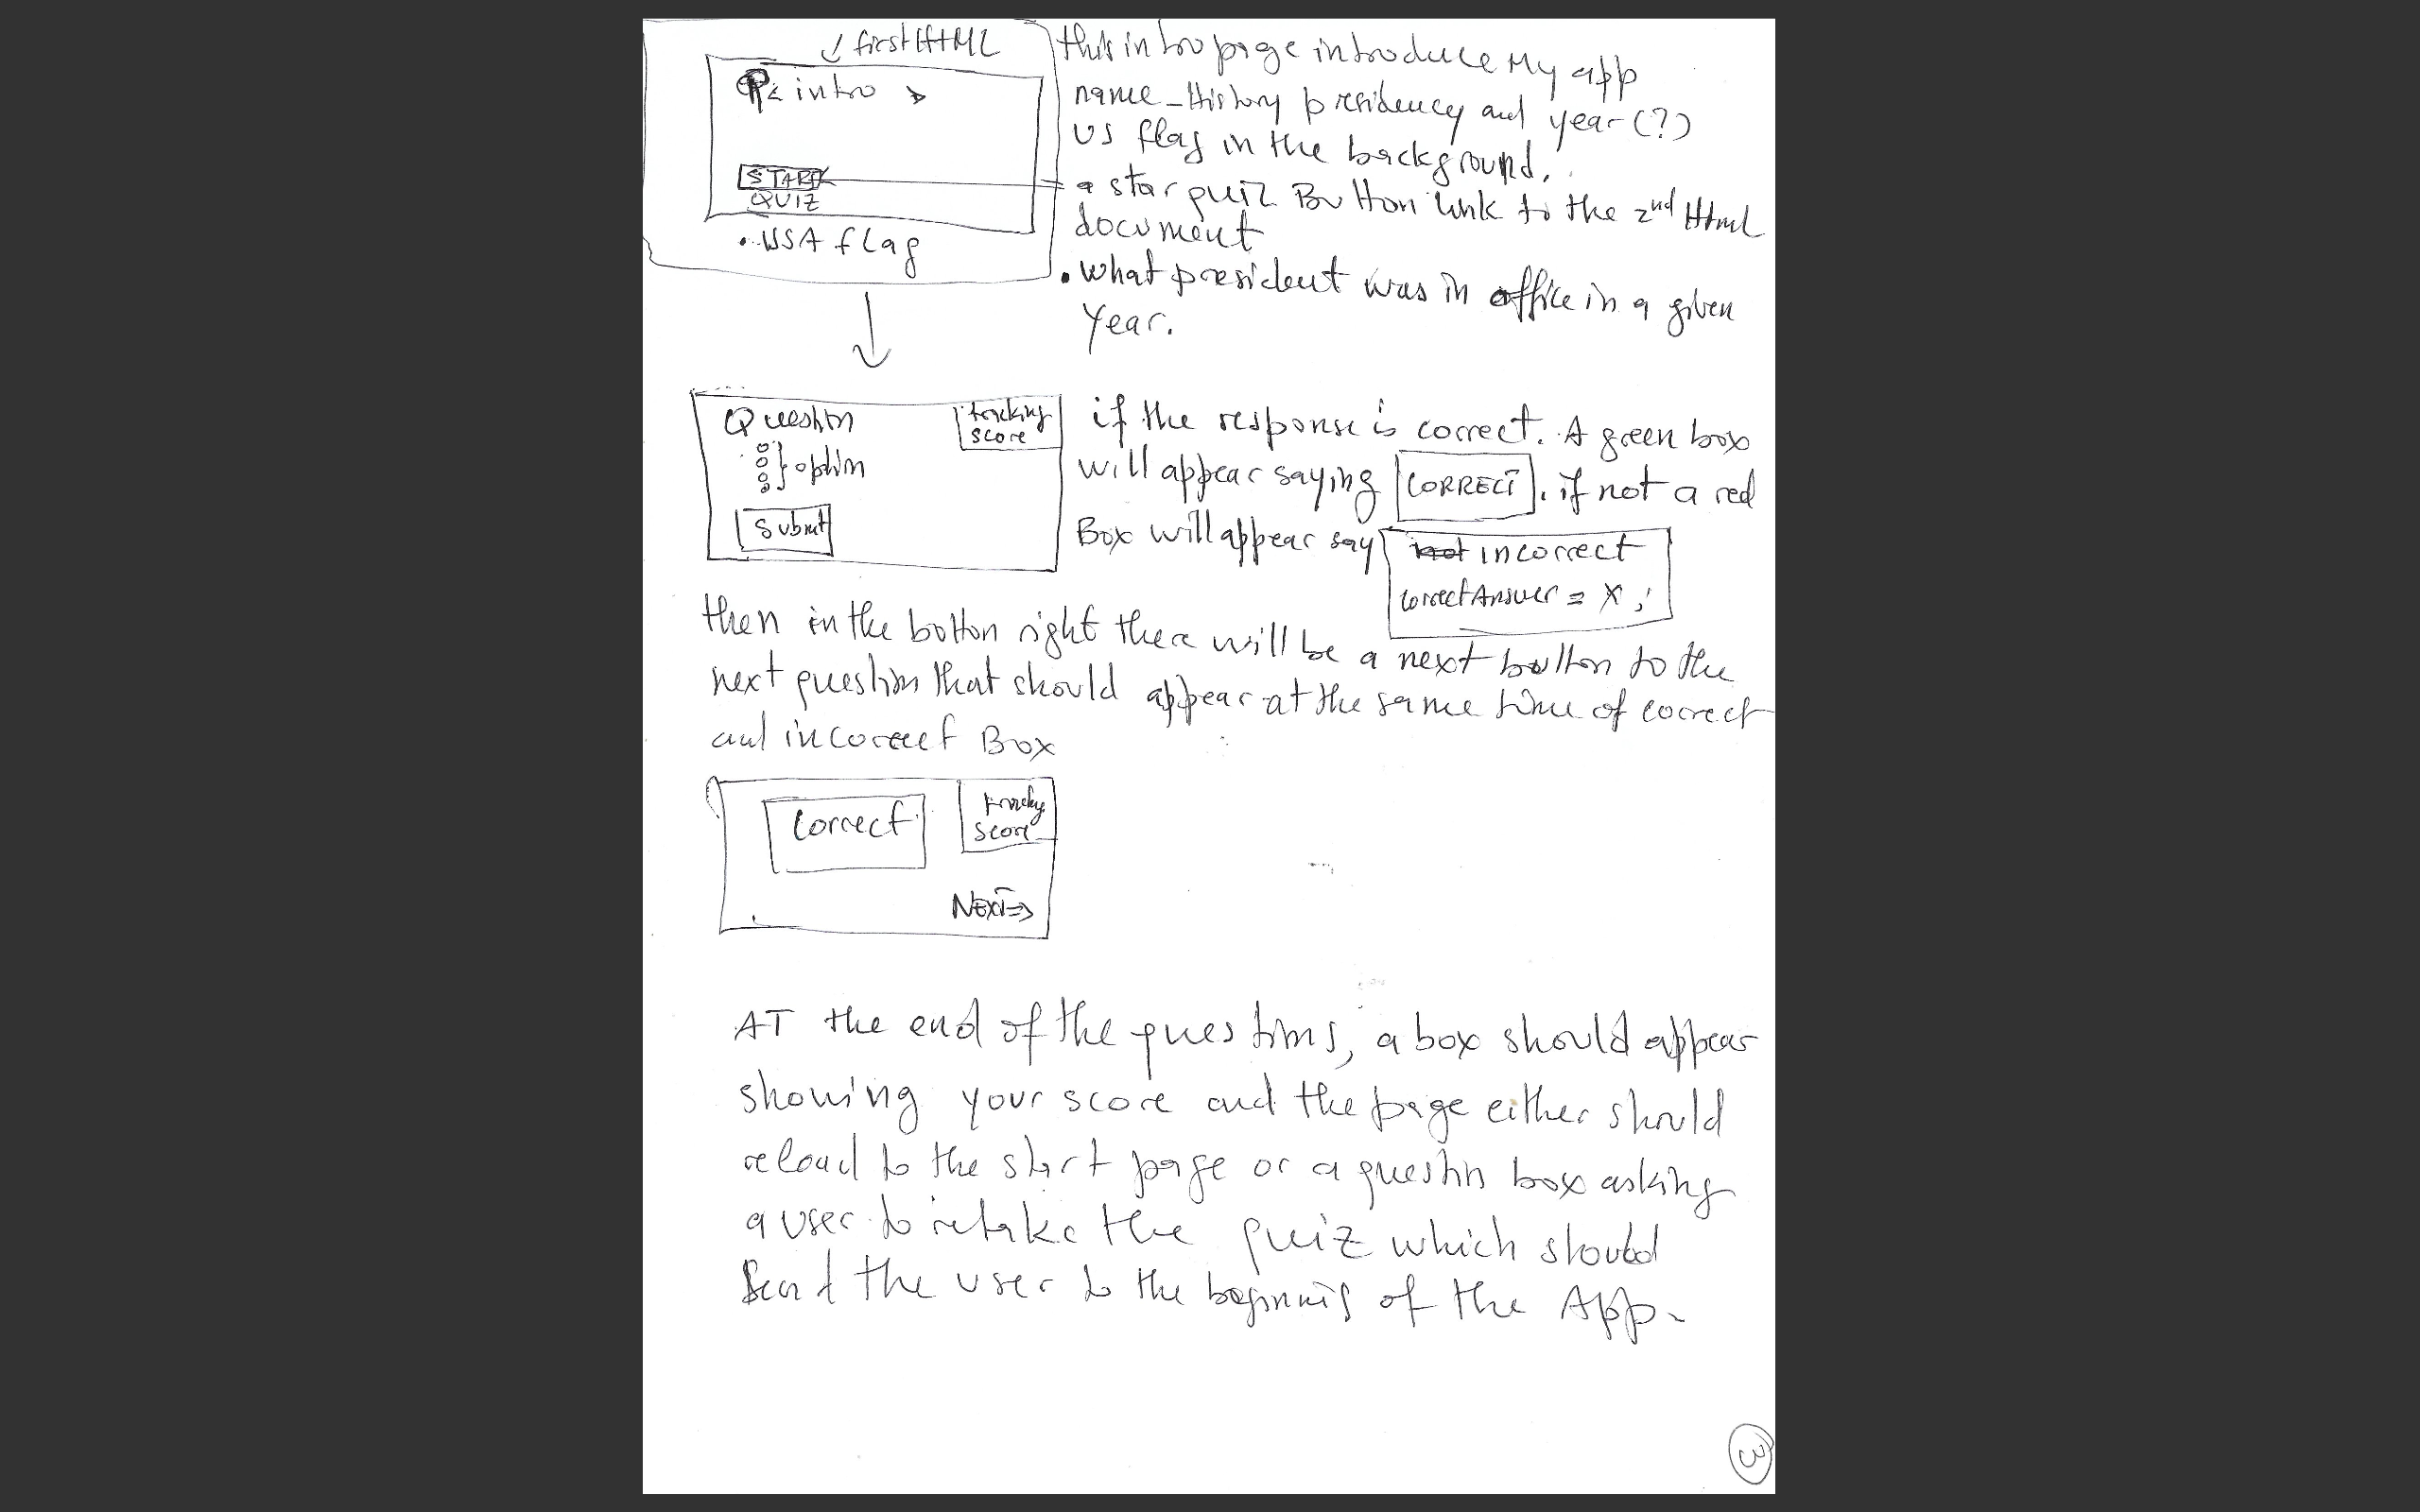 first HTML
intro
START
QUIZ
. USA flag
this intro page introduce My app
name - History presidency and year (?)
US flag in the background.
a star quiz Button link to the 2nd Html
document
. what president was in office in a given
Year.
Question
option
Submit
tracking
score
if the response is correct. A green box
will appear saying CORRECT. if not a red
Box will appear say
not incorrect
correct Answer = X;
then in the botton right there will be a next button to the
next question that should appear at the same time of correct
and incorrect Box
Correct
tracking
score
NEXT⇒
AT the end of the questions, a box should appear
showing your score and the page either should
reload to the start page or a question box asking
a user to retake the quiz which should
send the user to the beginning of the App.
3